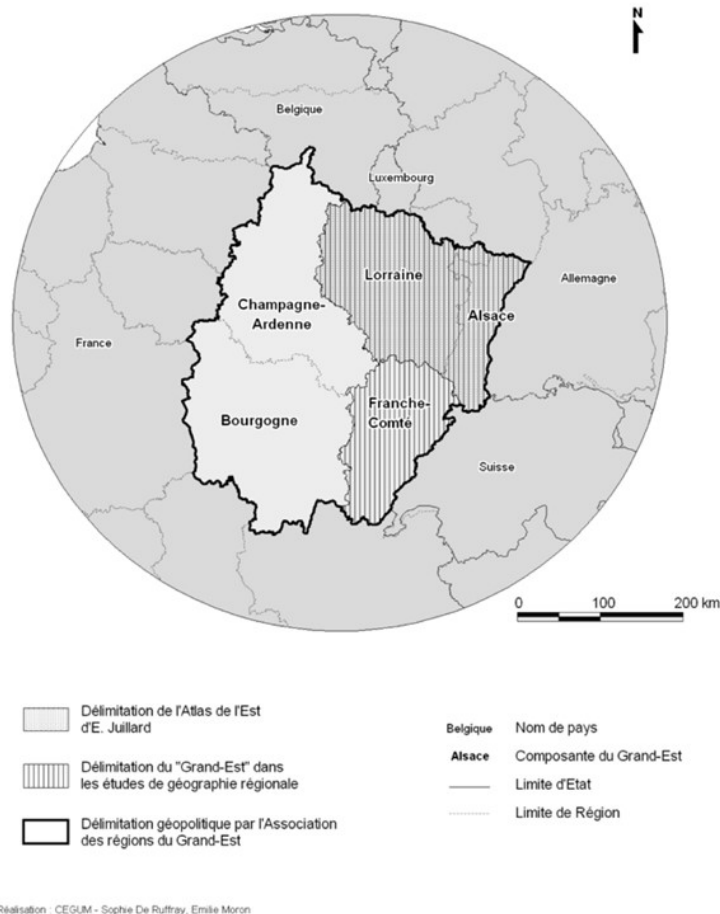 N
Belgique
Luxembourg
Lorraine
Allemagne
Champagne-
Ardenne
Alsace
France
Franche-
Comté
Bourgogne
Suisse
0 100 200 km
Délimitation de l'Atlas de l'Est
d'E. Juillard
Délimitation du "Grand-Est" dans
les études de géographie régionale
Délimitation géopolitique par l'Association
des régions du Grand-Est
Belgique Nom de pays
Alsace Composante du Grand-Est
Limite d'Etat
Limite de Région
Réalisation : CEGUM - Sophie De Ruffray, Emilie Moron